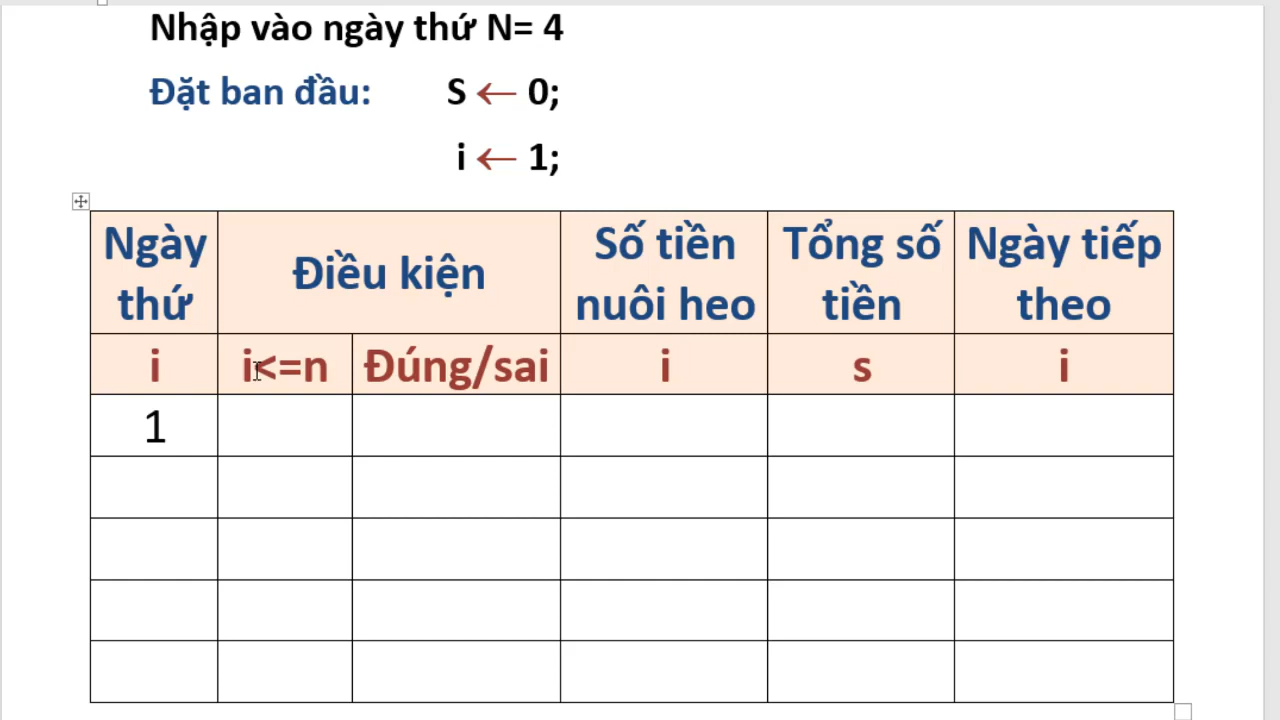 Nhập vào ngày thứ N= 4
Đặt ban đầu: S ← 0;
i ← 1;
Ngày thứ
Điều kiện
Số tiền nuôi heo
Tổng số tiền
Ngày tiếp theo
i i<=n Đúng/sai i s i
1